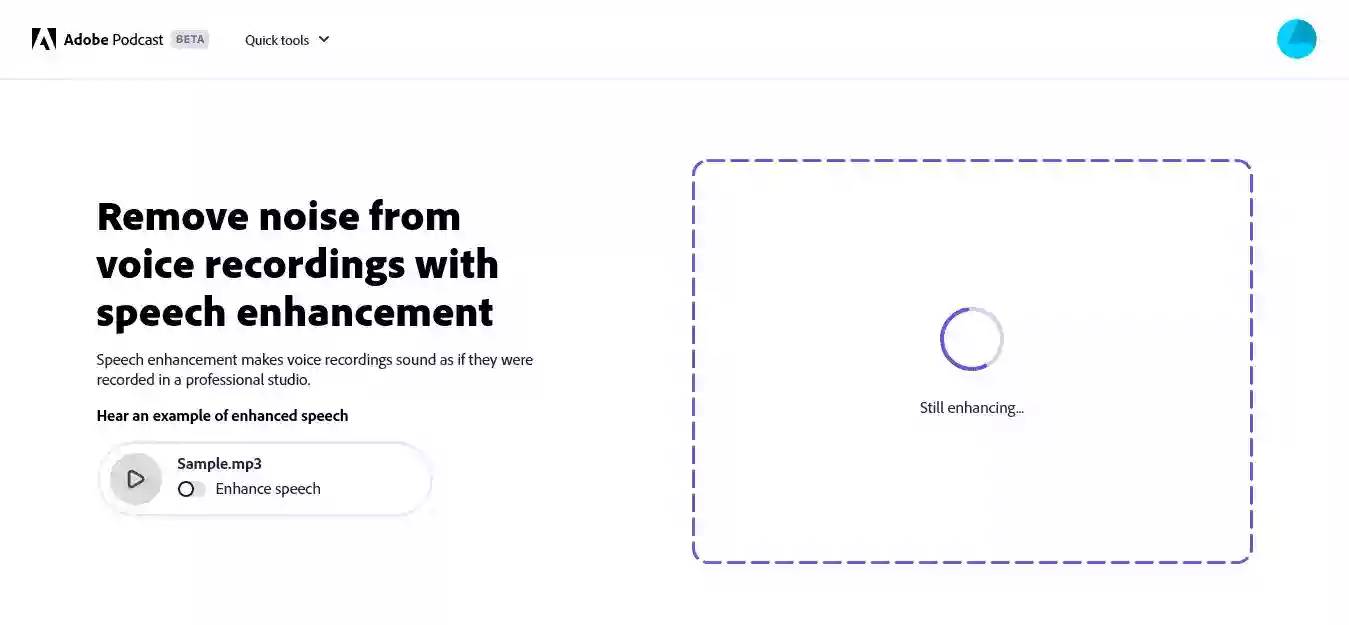 Adobe Podcast BETA
Quick tools
Remove noise from
voice recordings with
speech enhancement
Speech enhancement makes voice recordings sound as if they were
recorded in a professional studio.
Hear an example of enhanced speech
Sample.mp3
Enhance speech
Still enhancing...